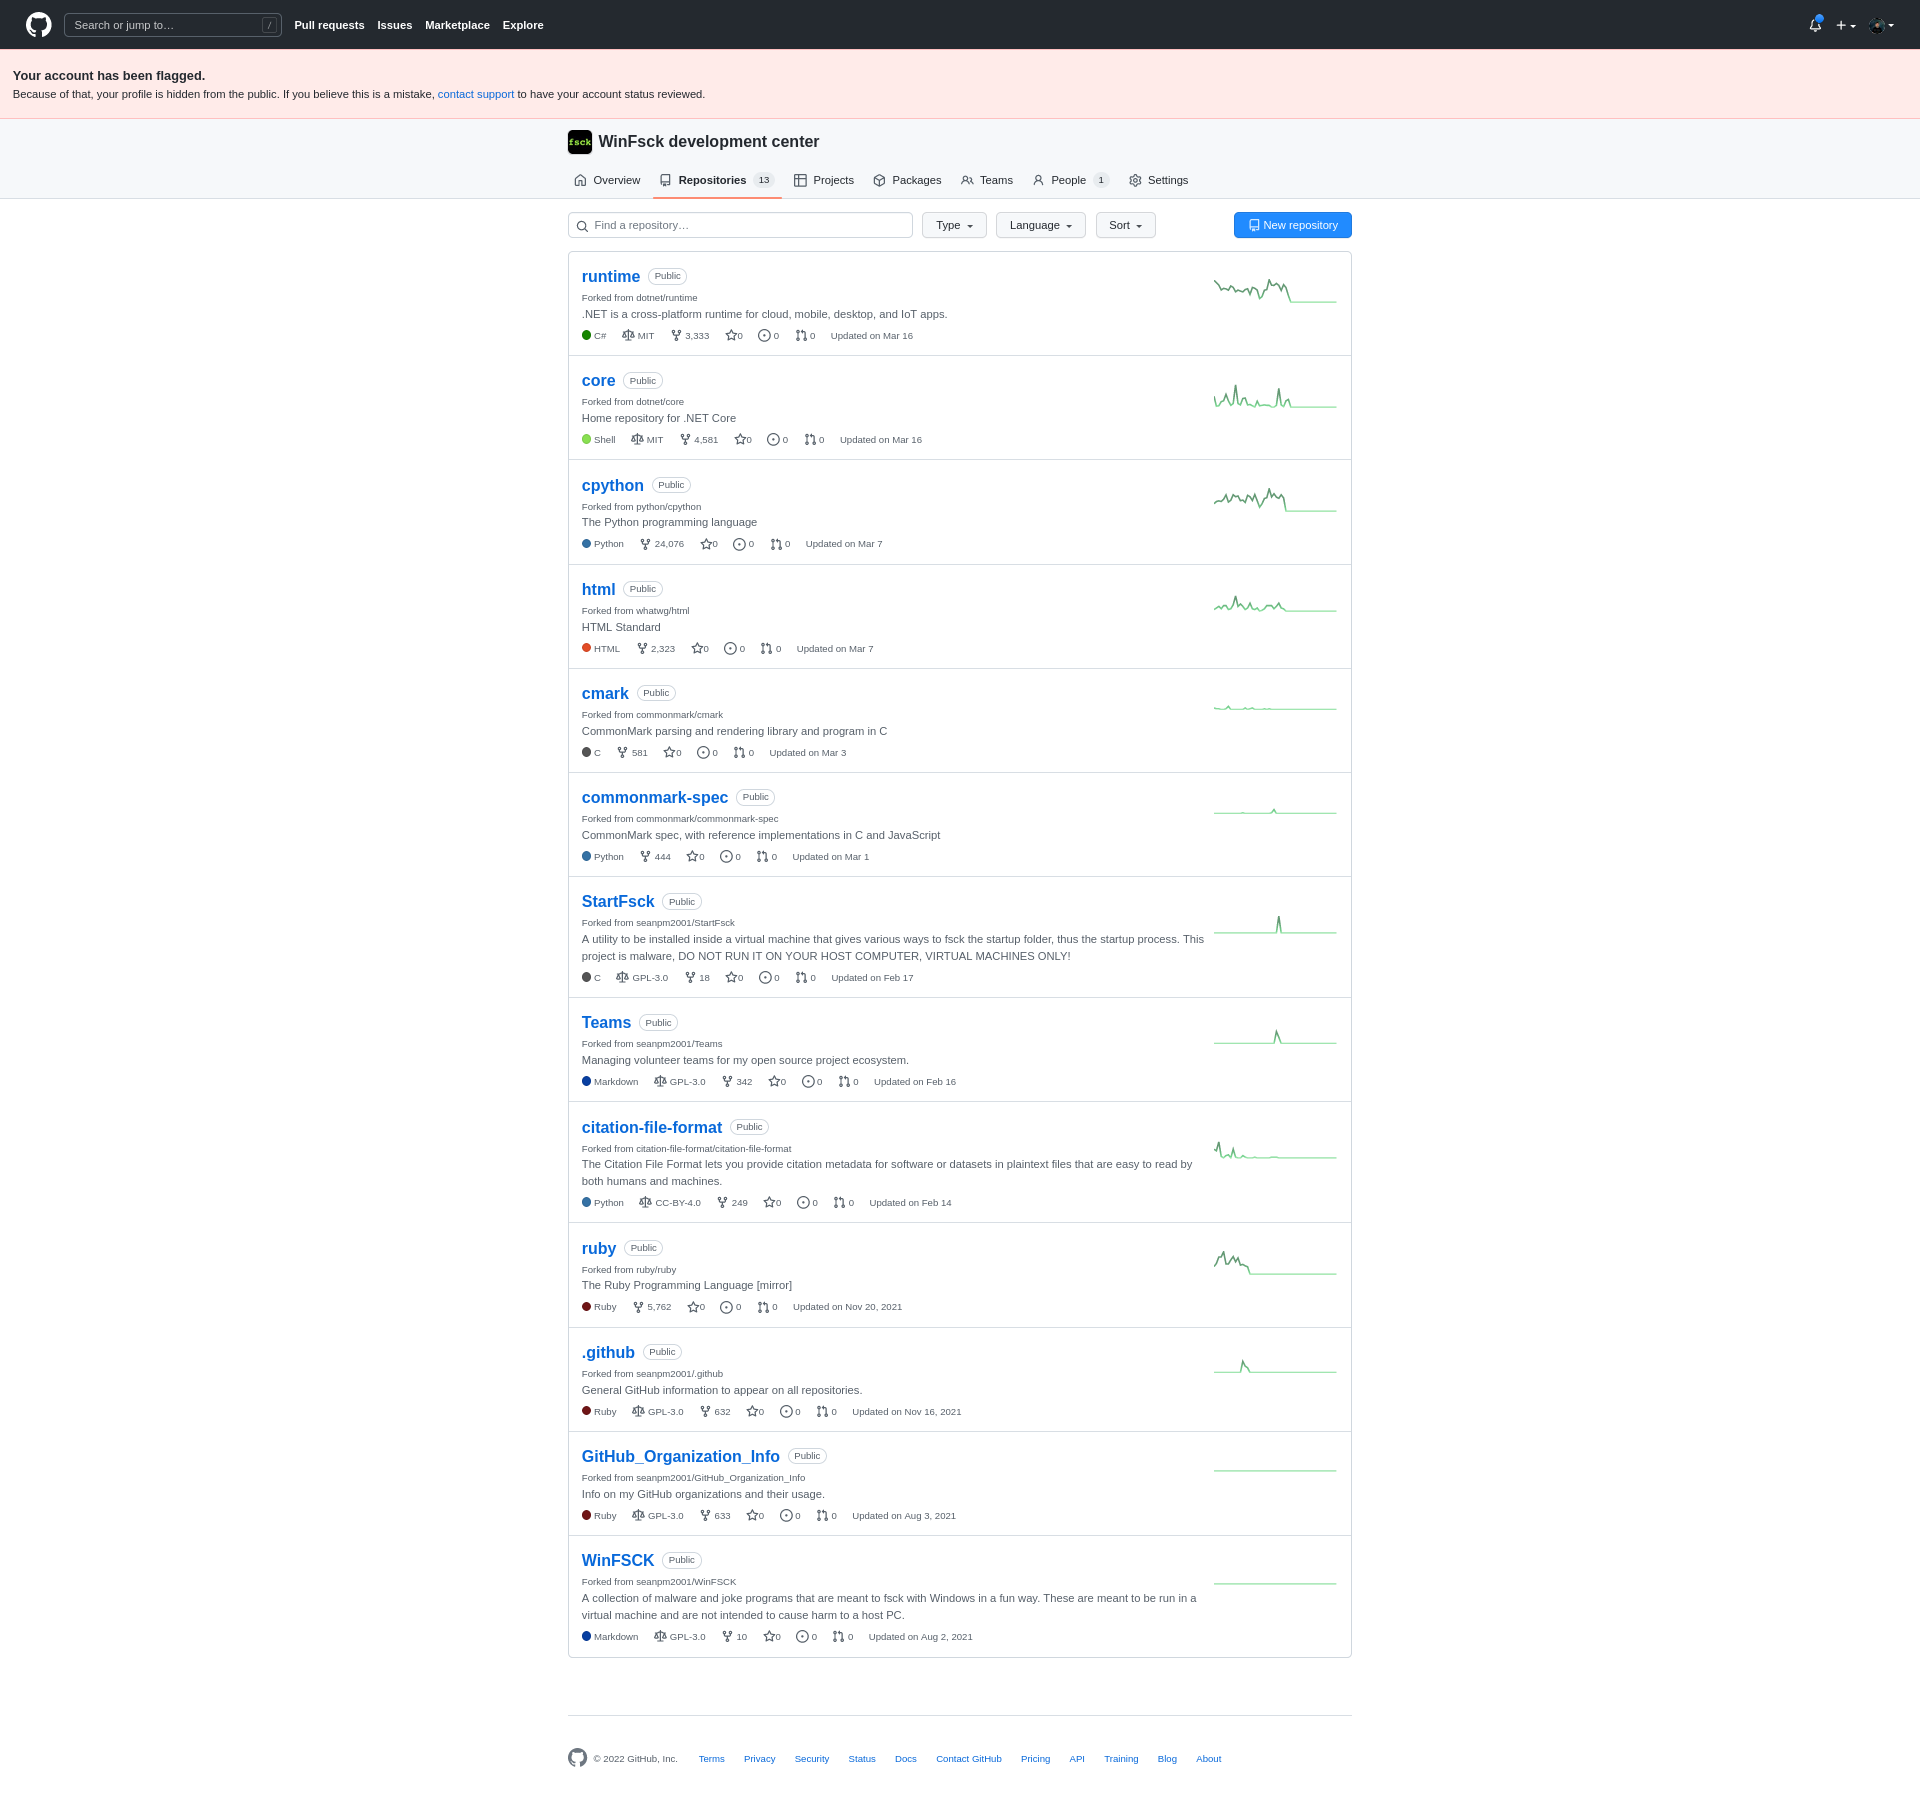 Search or jump to…
/
Pull requests
Issues
Marketplace
Explore
Your account has been flagged.
Because of that, your profile is hidden from the public. If you believe this is a mistake, contact support to have your account status reviewed.
fsck
WinFsck development center
Overview
Repositories 13
Projects
Packages
Teams
People 1
Settings
Find a repository…
Type
Language
Sort
New repository
runtime Public
Forked from dotnet/runtime
.NET is a cross-platform runtime for cloud, mobile, desktop, and IoT apps.
C# MIT 3,333 0 0 0 Updated on Mar 16
core Public
Forked from dotnet/core
Home repository for .NET Core
Shell MIT 4,581 0 0 0 Updated on Mar 16
cpython Public
Forked from python/cpython
The Python programming language
Python 24,076 0 0 0 Updated on Mar 7
html Public
Forked from whatwg/html
HTML Standard
HTML 2,323 0 0 0 Updated on Mar 7
cmark Public
Forked from commonmark/cmark
CommonMark parsing and rendering library and program in C
C 581 0 0 0 Updated on Mar 3
commonmark-spec Public
Forked from commonmark/commonmark-spec
CommonMark spec, with reference implementations in C and JavaScript
Python 444 0 0 0 Updated on Mar 1
StartFsck Public
Forked from seanpm2001/StartFsck
A utility to be installed inside a virtual machine that gives various ways to fsck the startup folder, thus the startup process. This
project is malware, DO NOT RUN IT ON YOUR HOST COMPUTER, VIRTUAL MACHINES ONLY!
C GPL-3.0 18 0 0 0 Updated on Feb 17
Teams Public
Forked from seanpm2001/Teams
Managing volunteer teams for my open source project ecosystem.
Markdown GPL-3.0 342 0 0 0 Updated on Feb 16
citation-file-format Public
Forked from citation-file-format/citation-file-format
The Citation File Format lets you provide citation metadata for software or datasets in plaintext files that are easy to read by
both humans and machines.
Python CC-BY-4.0 249 0 0 0 Updated on Feb 14
ruby Public
Forked from ruby/ruby
The Ruby Programming Language [mirror]
Ruby 5,762 0 0 0 Updated on Nov 20, 2021
.github Public
Forked from seanpm2001/.github
General GitHub information to appear on all repositories.
Ruby GPL-3.0 632 0 0 0 Updated on Nov 16, 2021
GitHub_Organization_Info Public
Forked from seanpm2001/GitHub_Organization_Info
Info on my GitHub organizations and their usage.
Ruby GPL-3.0 633 0 0 0 Updated on Aug 3, 2021
WinFSCK Public
Forked from seanpm2001/WinFSCK
A collection of malware and joke programs that are meant to fsck with Windows in a fun way. These are meant to be run in a
virtual machine and are not intended to cause harm to a host PC.
Markdown GPL-3.0 10 0 0 0 Updated on Aug 2, 2021
© 2022 GitHub, Inc.
Terms
Privacy
Security
Status
Docs
Contact GitHub
Pricing
API
Training
Blog
About